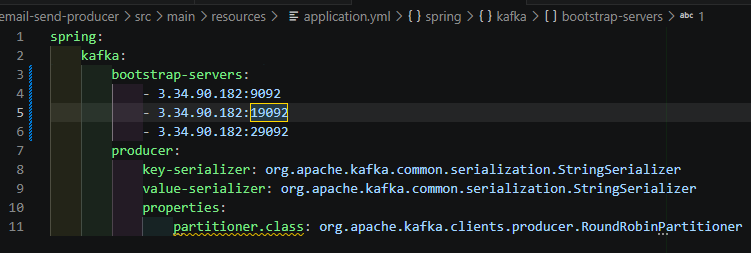 email-send-producer > src > main > resources > application.yml > {} spring > {} kafka > [] bootstrap-servers > abc 1
1 spring:
2     kafka:
3         bootstrap-servers:
4             - 3.34.90.182:9092
5             - 3.34.90.182:19092
6             - 3.34.90.182:29092
7         producer:
8             key-serializer: org.apache.kafka.common.serialization.StringSerializer
9             value-serializer: org.apache.kafka.common.serialization.StringSerializer
10             properties:
11                 partitioner.class: org.apache.kafka.clients.producer.RoundRobinPartitioner